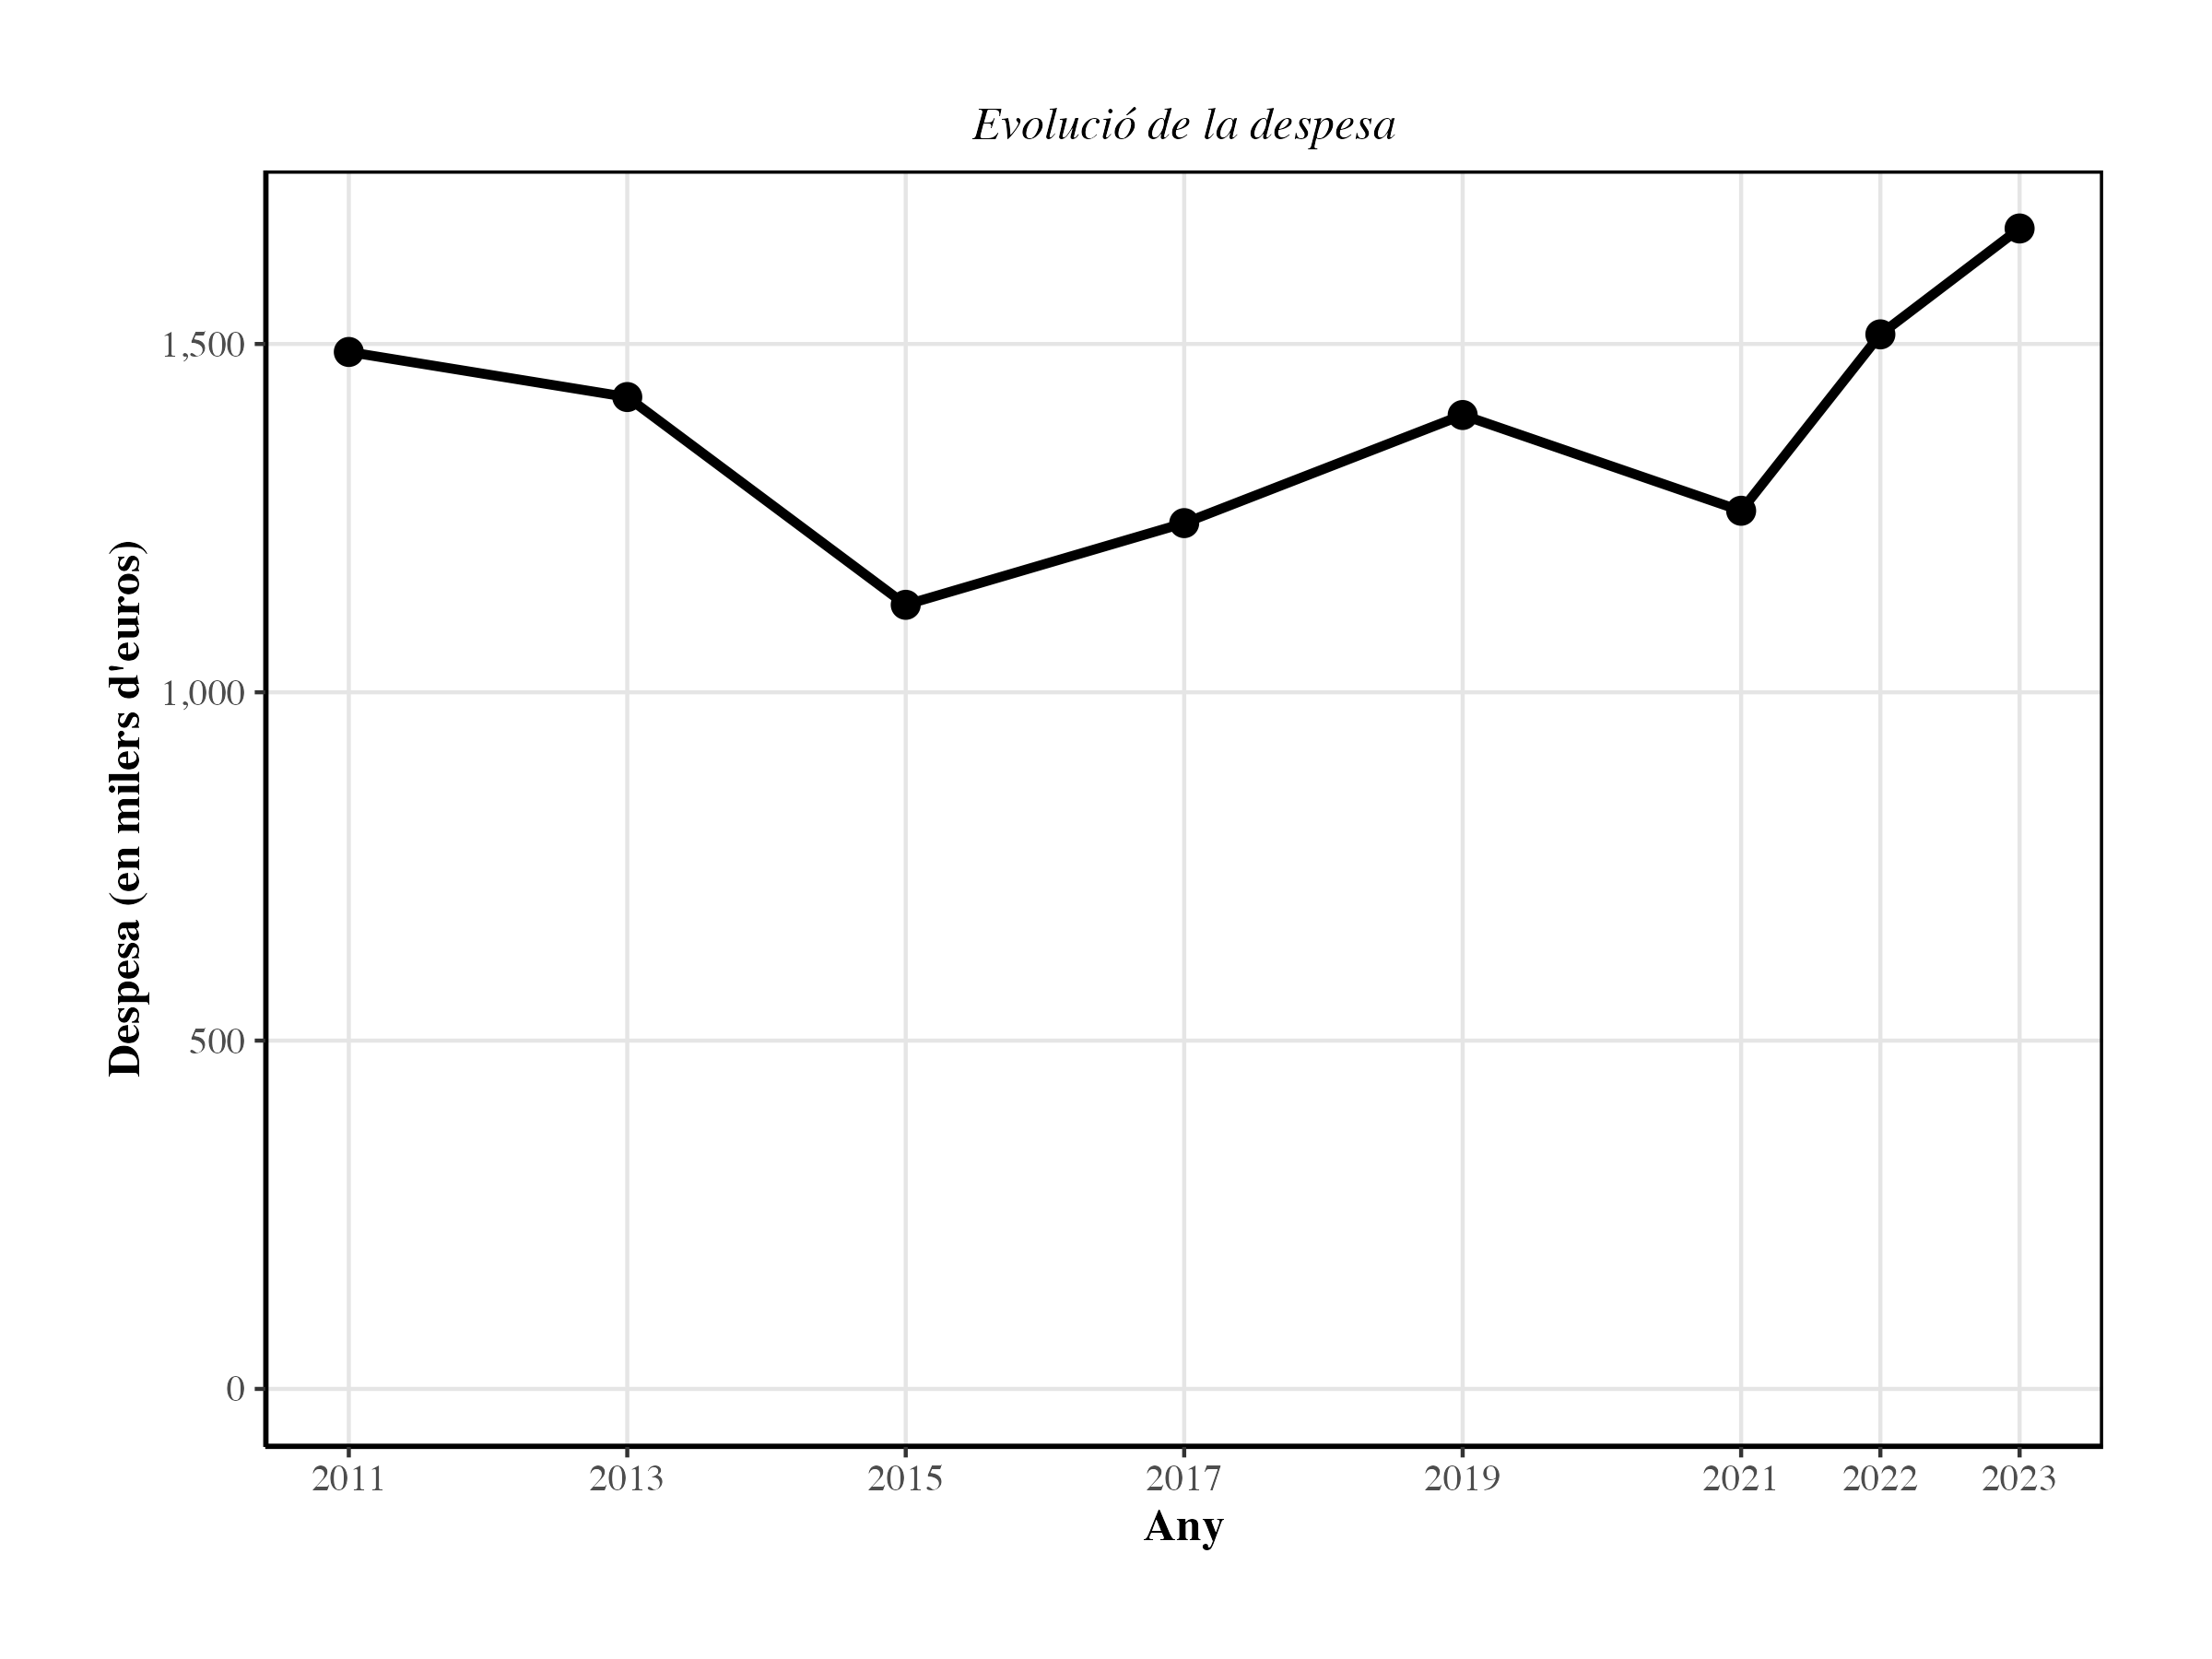 Evolució de la despesa
Despesa (en milers d'euros)
1,500
1,000
500
0
2011 2013 2015 2017 2019 2021 2022 2023
Any